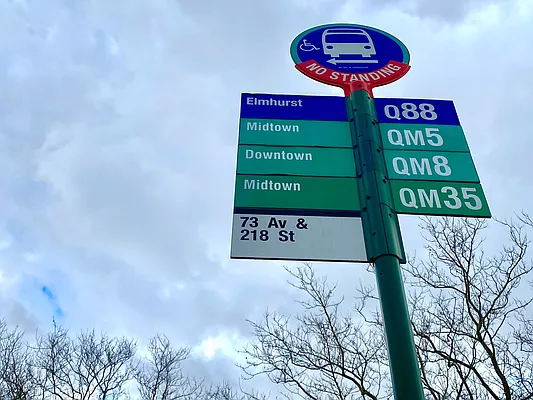 NO STANDING
Elmhurst Q88
Midtown QM5
Downtown QM8
Midtown QM35
73 Av &
218 St